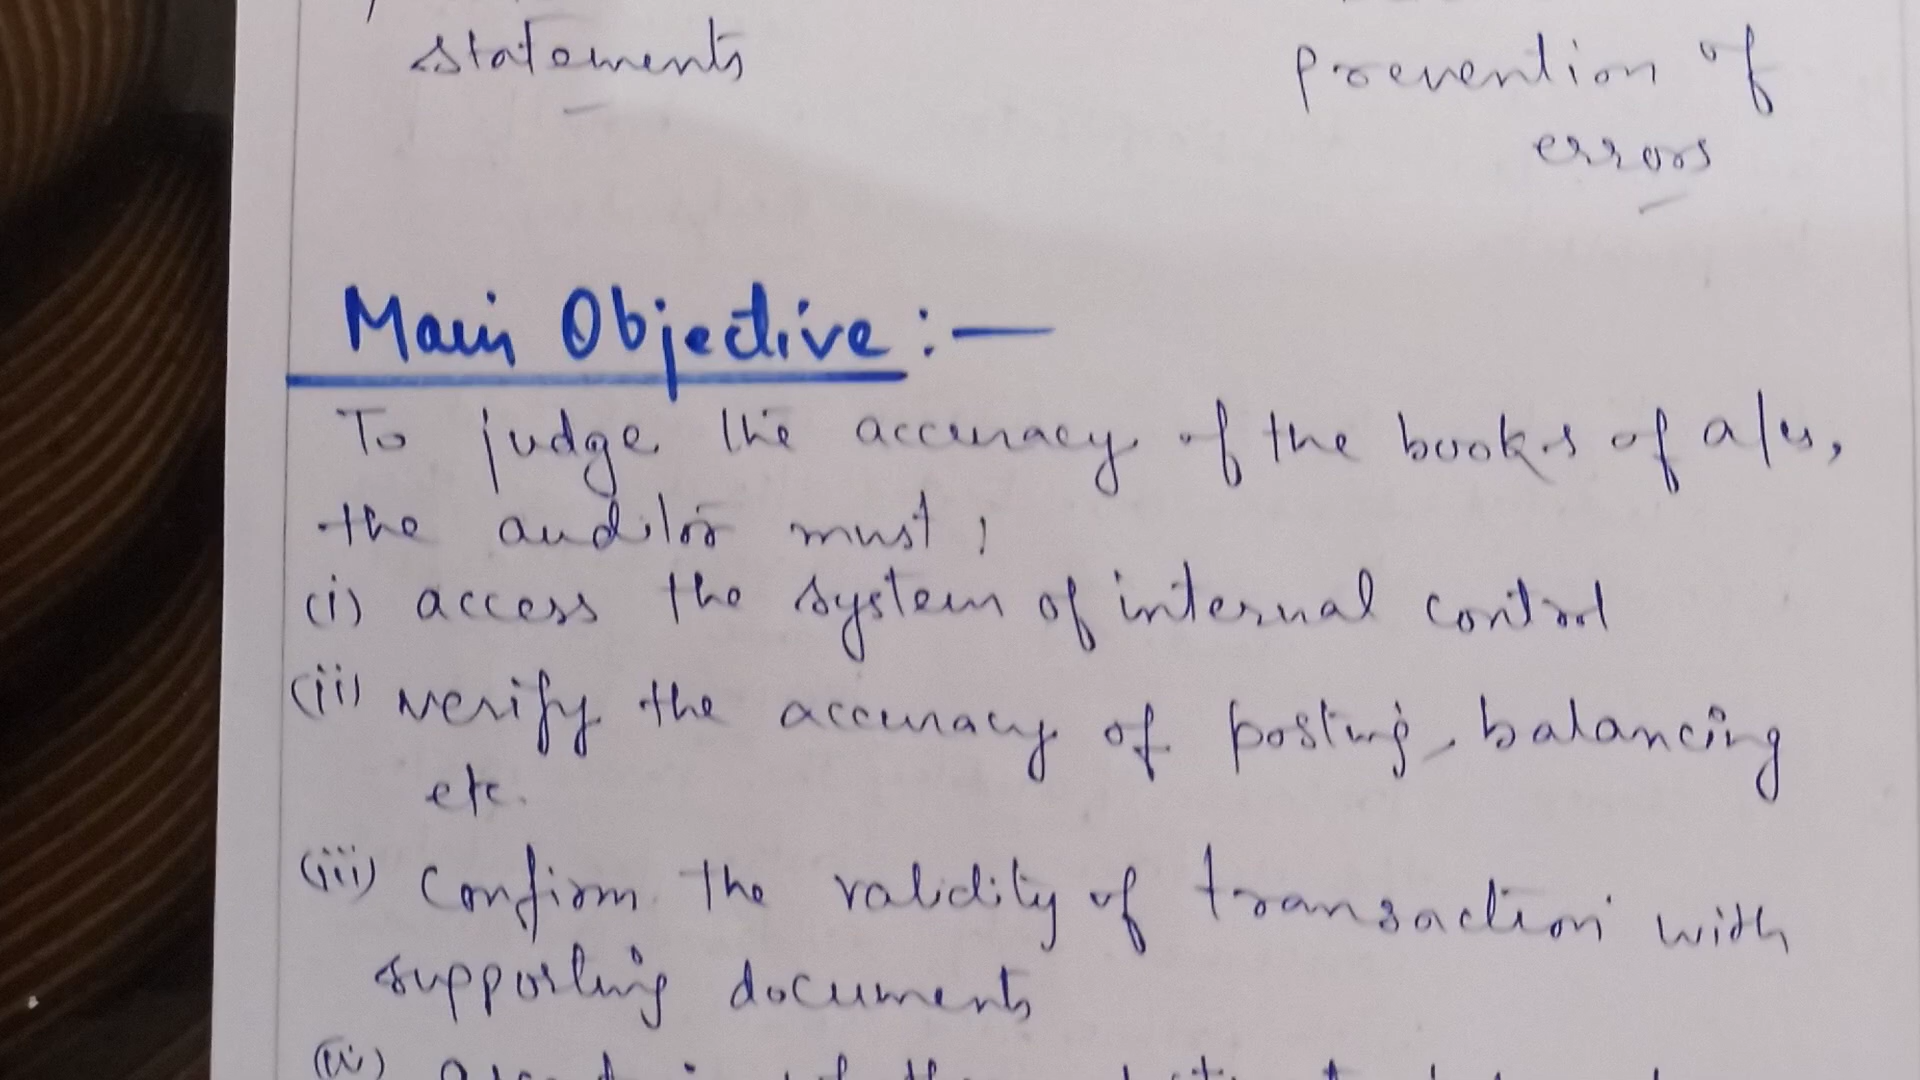 statements
prevention of
errors
Main Objective :-
To judge the accuracy of the books of a/cs,
the auditor must ;
(i) access the system of internal control
(ii) verify the accuracy of posting, balancing
etc.
(iii) confirm the validity of transaction with
supporting documents